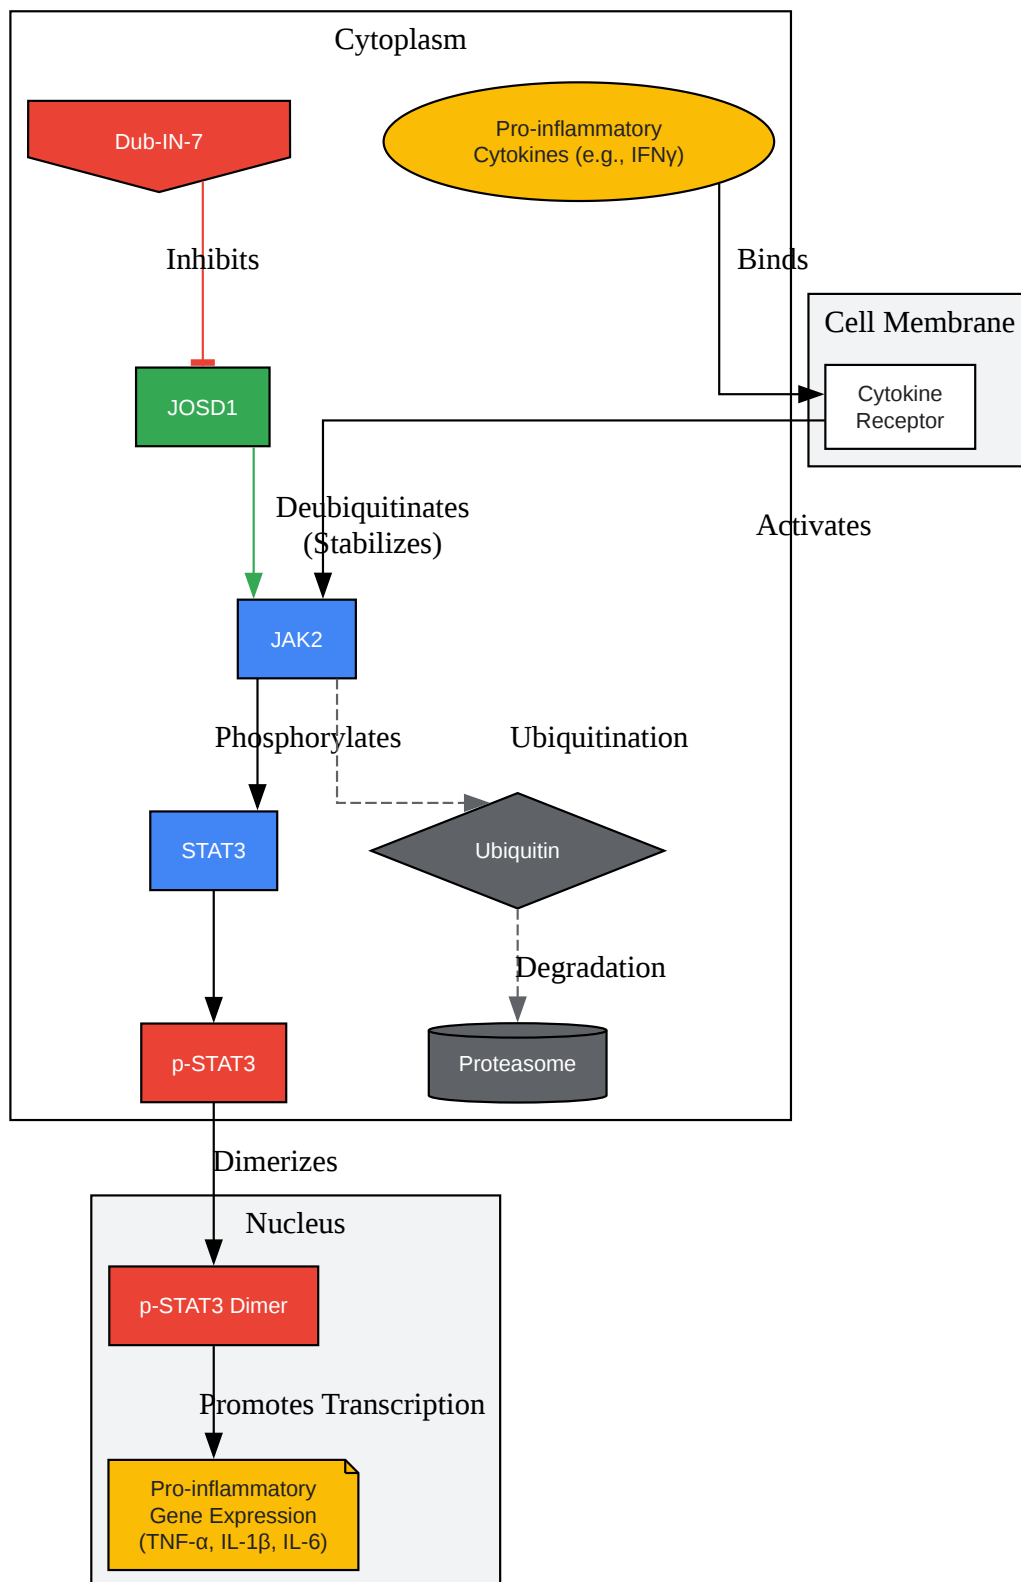 Cytoplasm
Dub-IN-7
Pro-inflammatory
Cytokines (e.g., IFNγ)
Inhibits
Binds
Cell Membrane
JOSD1
Cytokine
Receptor
Deubiquitinates
(Stabilizes)
Activates
JAK2
Phosphorylates
Ubiquitination
STAT3
Ubiquitin
Degradation
p-STAT3
Proteasome
Dimerizes
Nucleus
p-STAT3 Dimer
Promotes Transcription
Pro-inflammatory
Gene Expression
(TNF-α, IL-1β, IL-6)